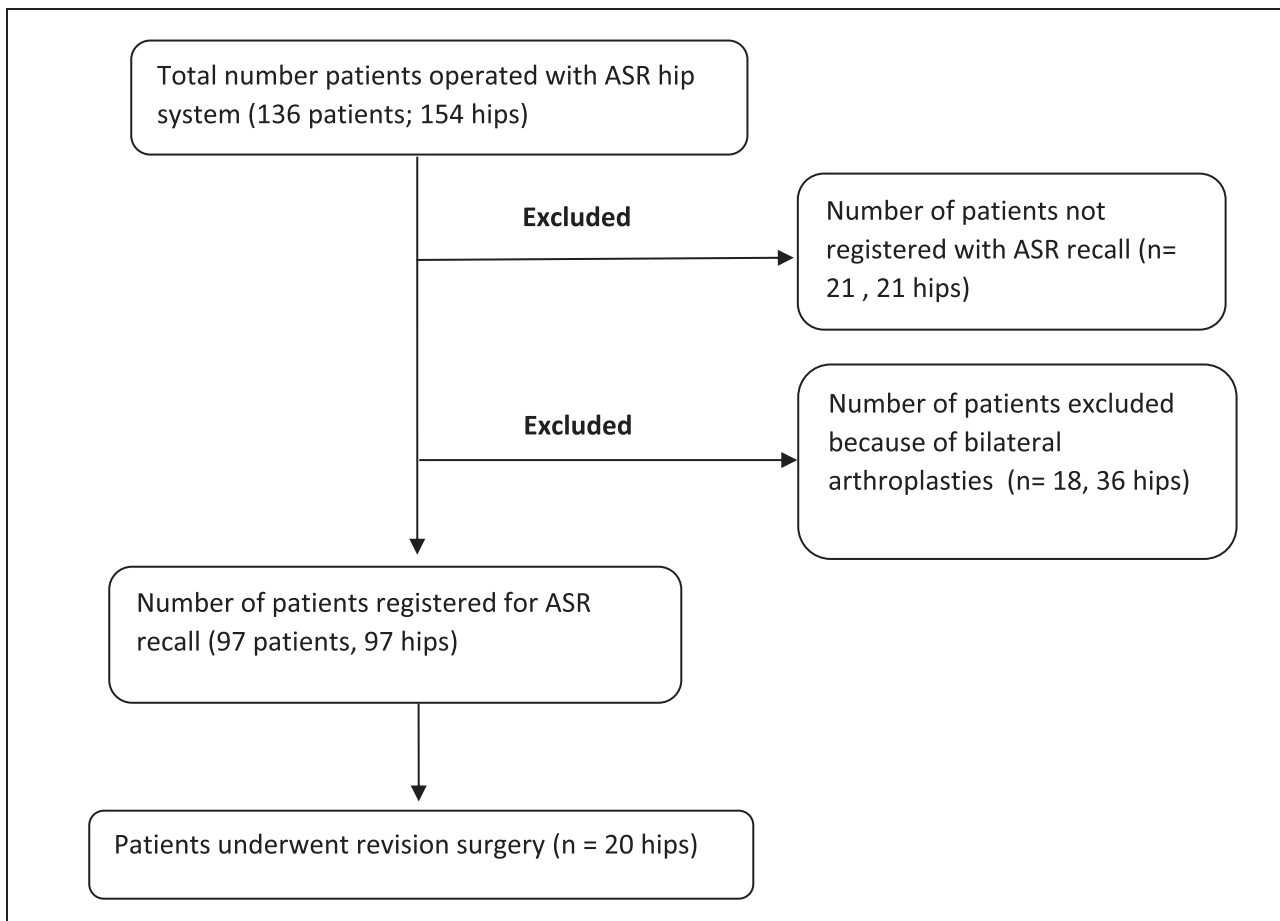 Total number patients operated with ASR hip
system (136 patients; 154 hips)
Excluded
Number of patients not
registered with ASR recall (n=
21 , 21 hips)
Excluded
Number of patients excluded
because of bilateral
arthroplasties  (n= 18, 36 hips)
Number of patients registered for ASR
recall (97 patients, 97 hips)
Patients underwent revision surgery (n = 20 hips)